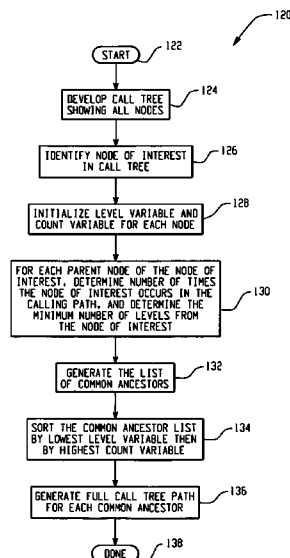 120
START
122
DEVELOP CALL TREE
SHOWING ALL NODES
124
IDENTIFY NODE OF INTEREST
IN CALL TREE
126
INITIALIZE LEVEL VARIABLE AND
COUNT VARIABLE FOR EACH NODE
128
FOR EACH PARENT NODE OF THE NODE OF
INTEREST, DETERMINE NUMBER OF TIMES
THE NODE OF INTEREST OCCURS IN THE
CALLING PATH, AND DETERMINE THE
MINIMUM NUMBER OF LEVELS FROM
THE NODE OF INTEREST
130
GENERATE THE LIST
OF COMMON ANCESTORS
132
SORT THE COMMON ANCESTOR LIST
BY LOWEST LEVEL VARIABLE THEN
BY HIGHEST COUNT VARIABLE
134
GENERATE FULL CALL TREE PATH
FOR EACH COMMON ANCESTOR
136
DONE
138